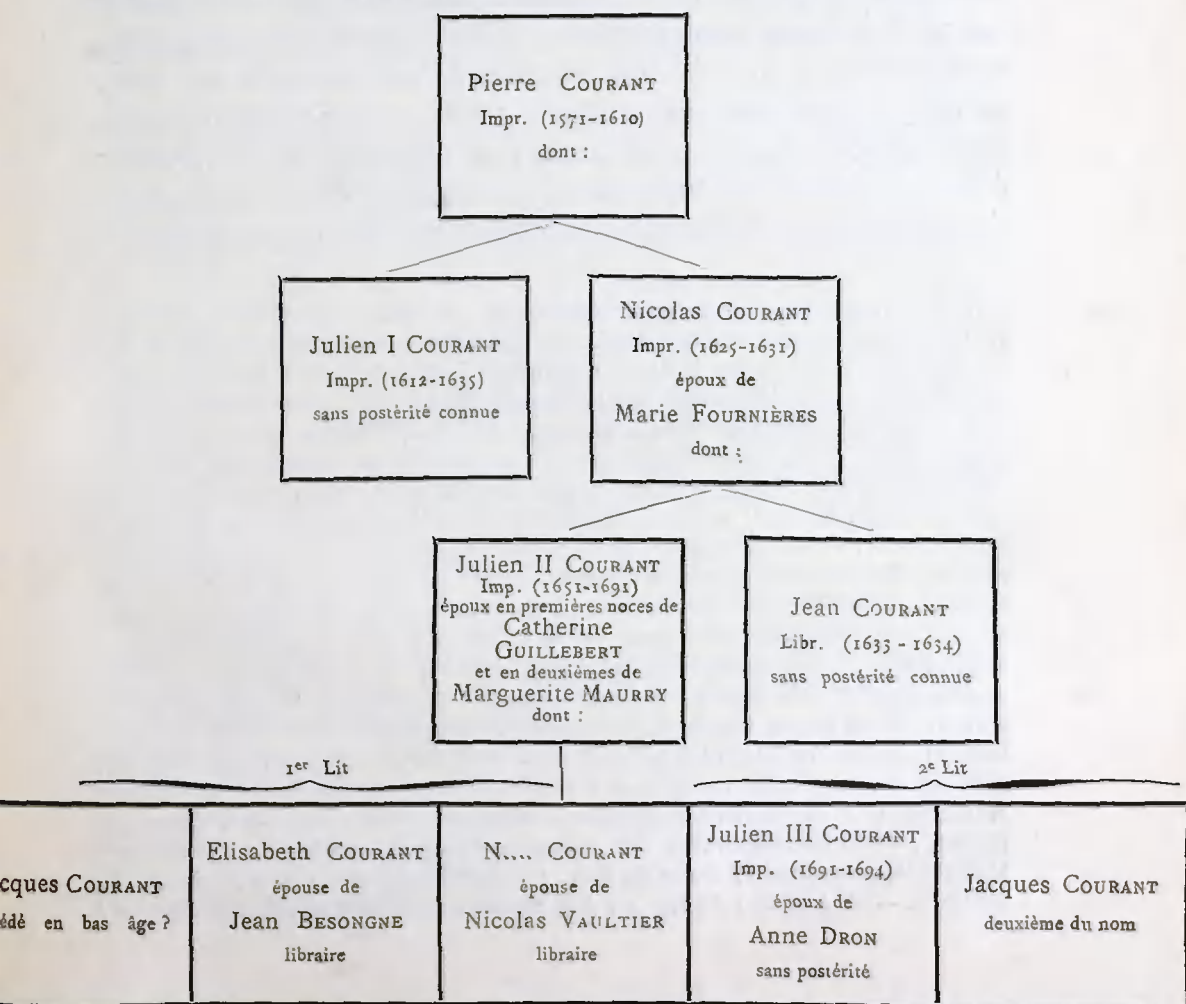 Pierre COURANT
Impr. (1571-1610)
dont :
Julien I COURANT
Impr. (1612-1635)
sans postérité connue
Nicolas COURANT
Impr. (1625-1631)
époux de
Marie FOURNIÈRES
dont :
Julien II COURANT
Imp. (1651-1691)
époux en premières noces de
Catherine
GUILLEBERT
et en deuxièmes de
Marguerite MAURRY
dont :
Jean COURANT
Libr. (1633 - 1634)
sans postérité connue
1er Lit
2e Lit
cques COURANT
édé en bas âge ?
Elisabeth COURANT
épouse de
Jean BESONGNE
libraire
N.... COURANT
épouse de
Nicolas VAULTIER
libraire
Julien III COURANT
Imp. (1691-1694)
époux de
Anne DRON
sans postérité
Jacques COURANT
deuxième du nom